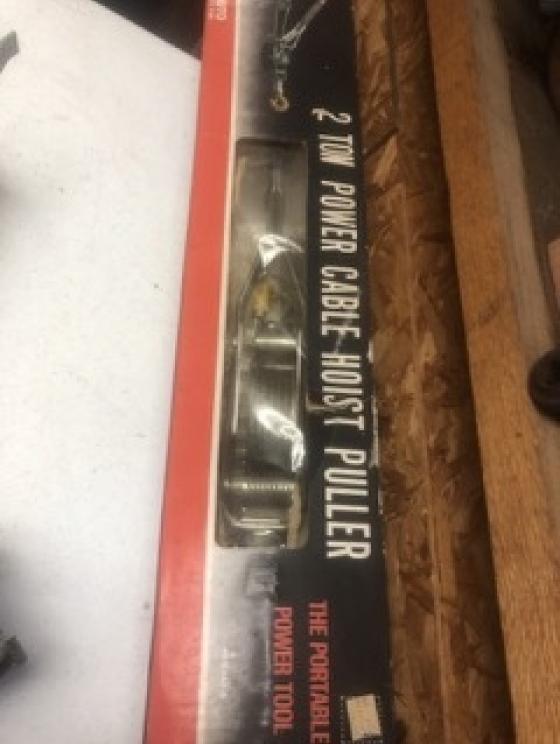 2 TON POWER CABLE HOIST PULLER
THE PORTABLE
POWER TOOL